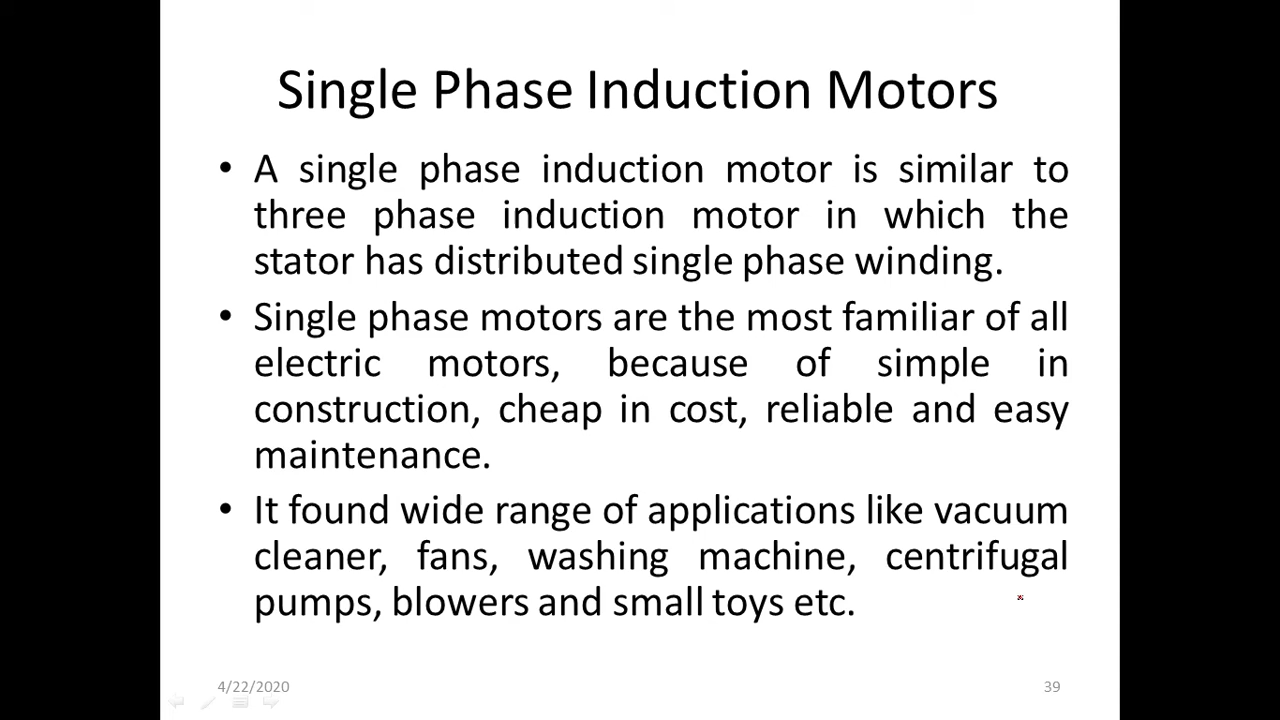 Single Phase Induction Motors
• A single phase induction motor is similar to
three phase induction motor in which the
stator has distributed single phase winding.
• Single phase motors are the most familiar of all
electric motors, because of simple in
construction, cheap in cost, reliable and easy
maintenance.
• It found wide range of applications like vacuum
cleaner, fans, washing machine, centrifugal
pumps, blowers and small toys etc.
4/22/2020
39